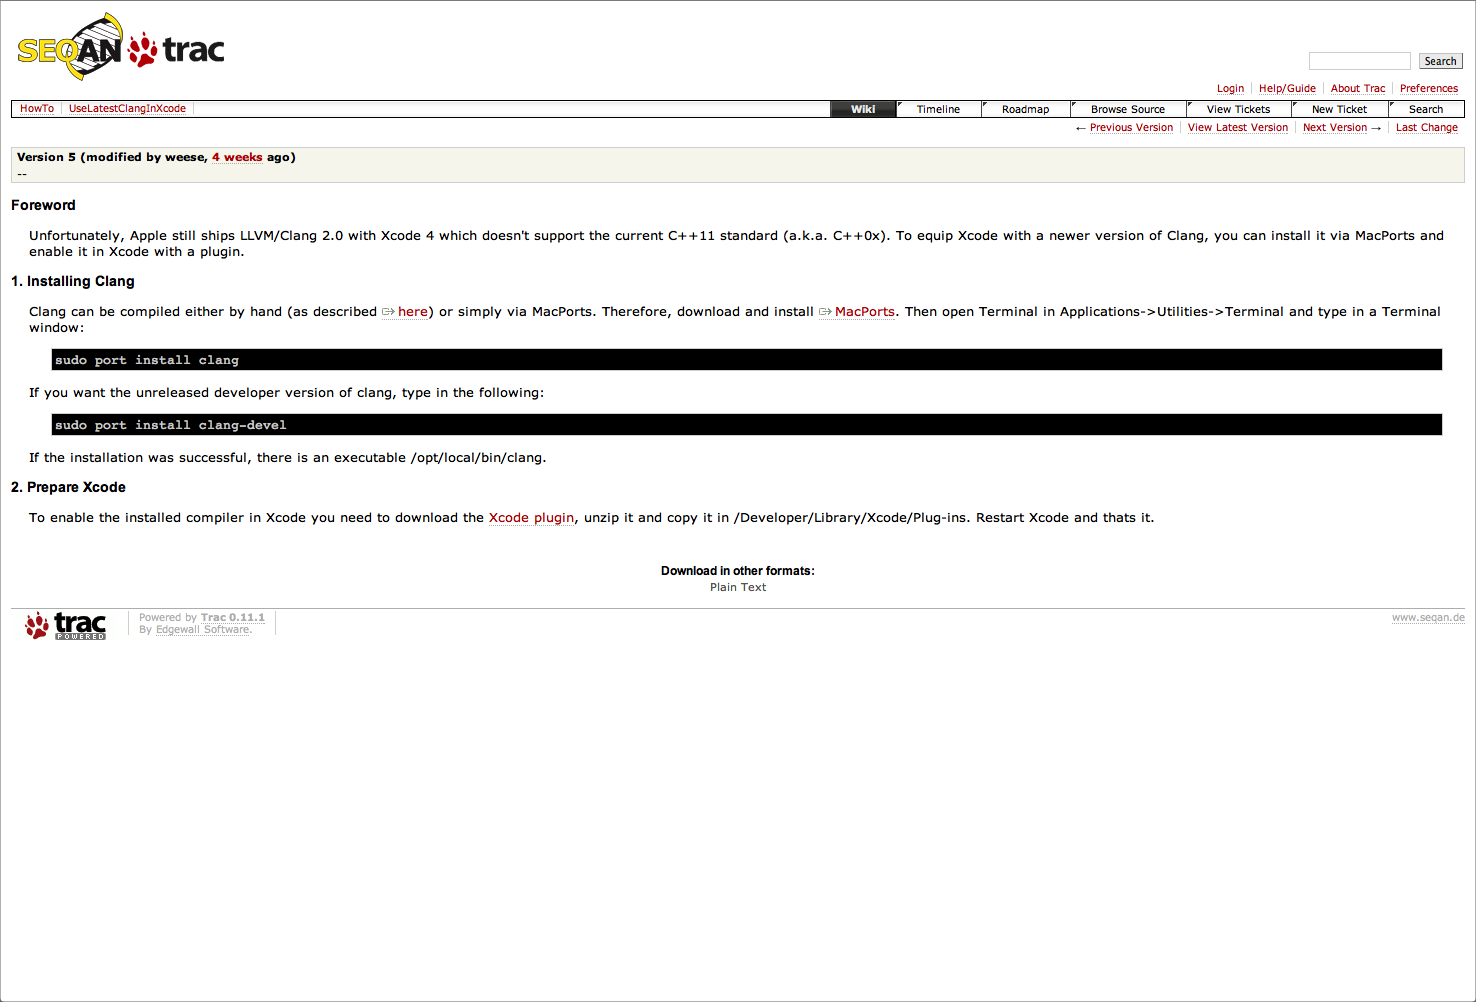 SEQAN trac
Search
Login Help/Guide About Trac Preferences
HowTo UseLatestClangInXcode Wiki Timeline Roadmap Browse Source View Tickets New Ticket Search
← Previous Version View Latest Version Next Version → Last Change
Version 5 (modified by weese, 4 weeks ago)
--
Foreword
Unfortunately, Apple still ships LLVM/Clang 2.0 with Xcode 4 which doesn't support the current C++11 standard (a.k.a. C++0x). To equip Xcode with a newer version of Clang, you can install it via MacPorts and
enable it in Xcode with a plugin.
1. Installing Clang
Clang can be compiled either by hand (as described here) or simply via MacPorts. Therefore, download and install MacPorts. Then open Terminal in Applications->Utilities->Terminal and type in a Terminal
window:
sudo port install clang
If you want the unreleased developer version of clang, type in the following:
sudo port install clang-devel
If the installation was successful, there is an executable /opt/local/bin/clang.
2. Prepare Xcode
To enable the installed compiler in Xcode you need to download the Xcode plugin, unzip it and copy it in /Developer/Library/Xcode/Plug-ins. Restart Xcode and thats it.
Download in other formats:
Plain Text
trac POWERED
Powered by Trac 0.11.1
By Edgewall Software.
www.seqan.de